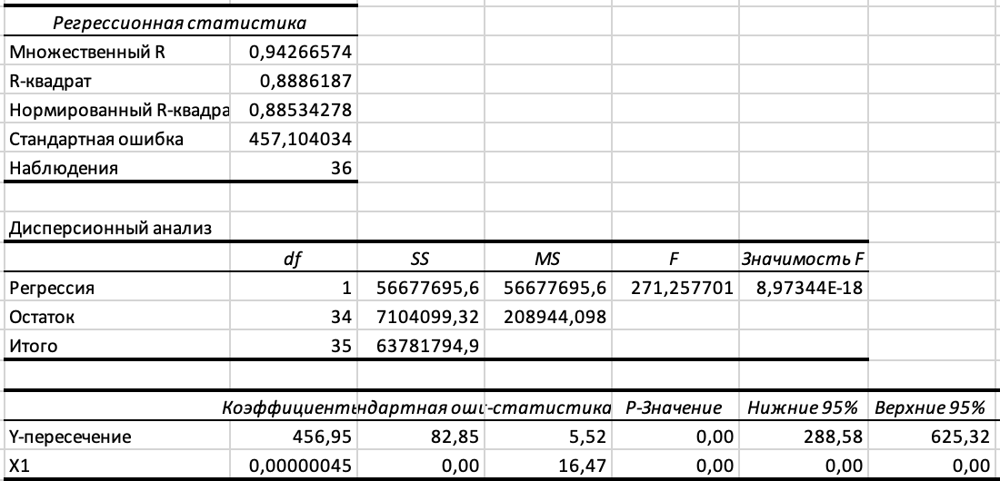 Регрессионная статистика
Множественный R 0,94266574
R-квадрат 0,8886187
Нормированный R-квадра 0,88534278
Стандартная ошибка 457,104034
Наблюдения 36
Дисперсионный анализ
df SS MS F Значимость F
Регрессия 1 56677695,6 56677695,6 271,257701 8,97344E-18
Остаток 34 7104099,32 208944,098
Итого 35 63781794,9
Коэффициенты ндартная оши -статистика P-Значение Нижние 95% Верхние 95%
Y-пересечение 456,95 82,85 5,52 0,00 288,58 625,32
X1 0,00000045 0,00 16,47 0,00 0,00 0,00